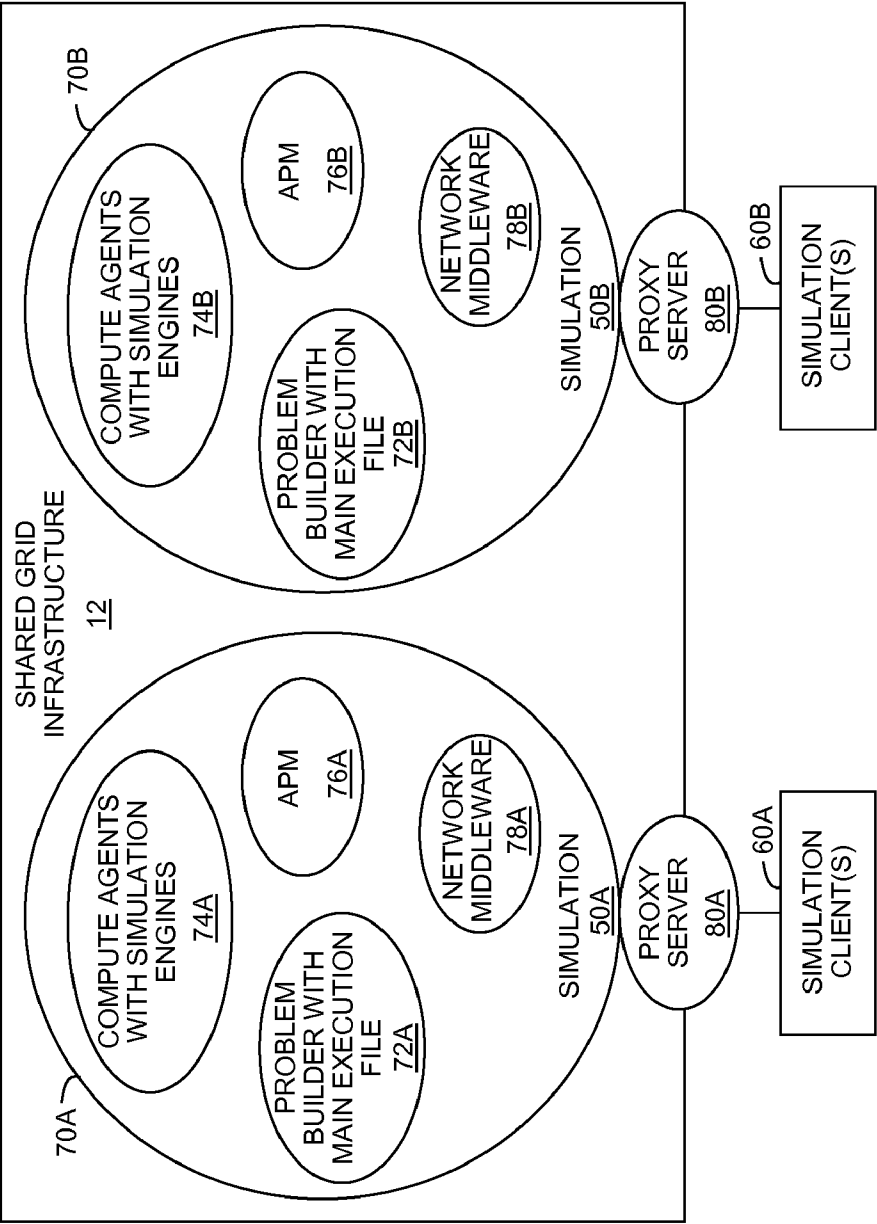 SHARED GRID
INFRASTRUCTURE
12
70A
COMPUTE AGENTS
WITH SIMULATION
ENGINES
74A
PROBLEM
BUILDER WITH
MAIN EXECUTION
FILE
72A
APM
76A
NETWORK
MIDDLEWARE
78A
SIMULATION
50A
PROXY
SERVER
80A
60A
SIMULATION
CLIENT(S)
70B
COMPUTE AGENTS
WITH SIMULATION
ENGINES
74B
PROBLEM
BUILDER WITH
MAIN EXECUTION
FILE
72B
APM
76B
NETWORK
MIDDLEWARE
78B
SIMULATION
50B
PROXY
SERVER
80B
60B
SIMULATION
CLIENT(S)